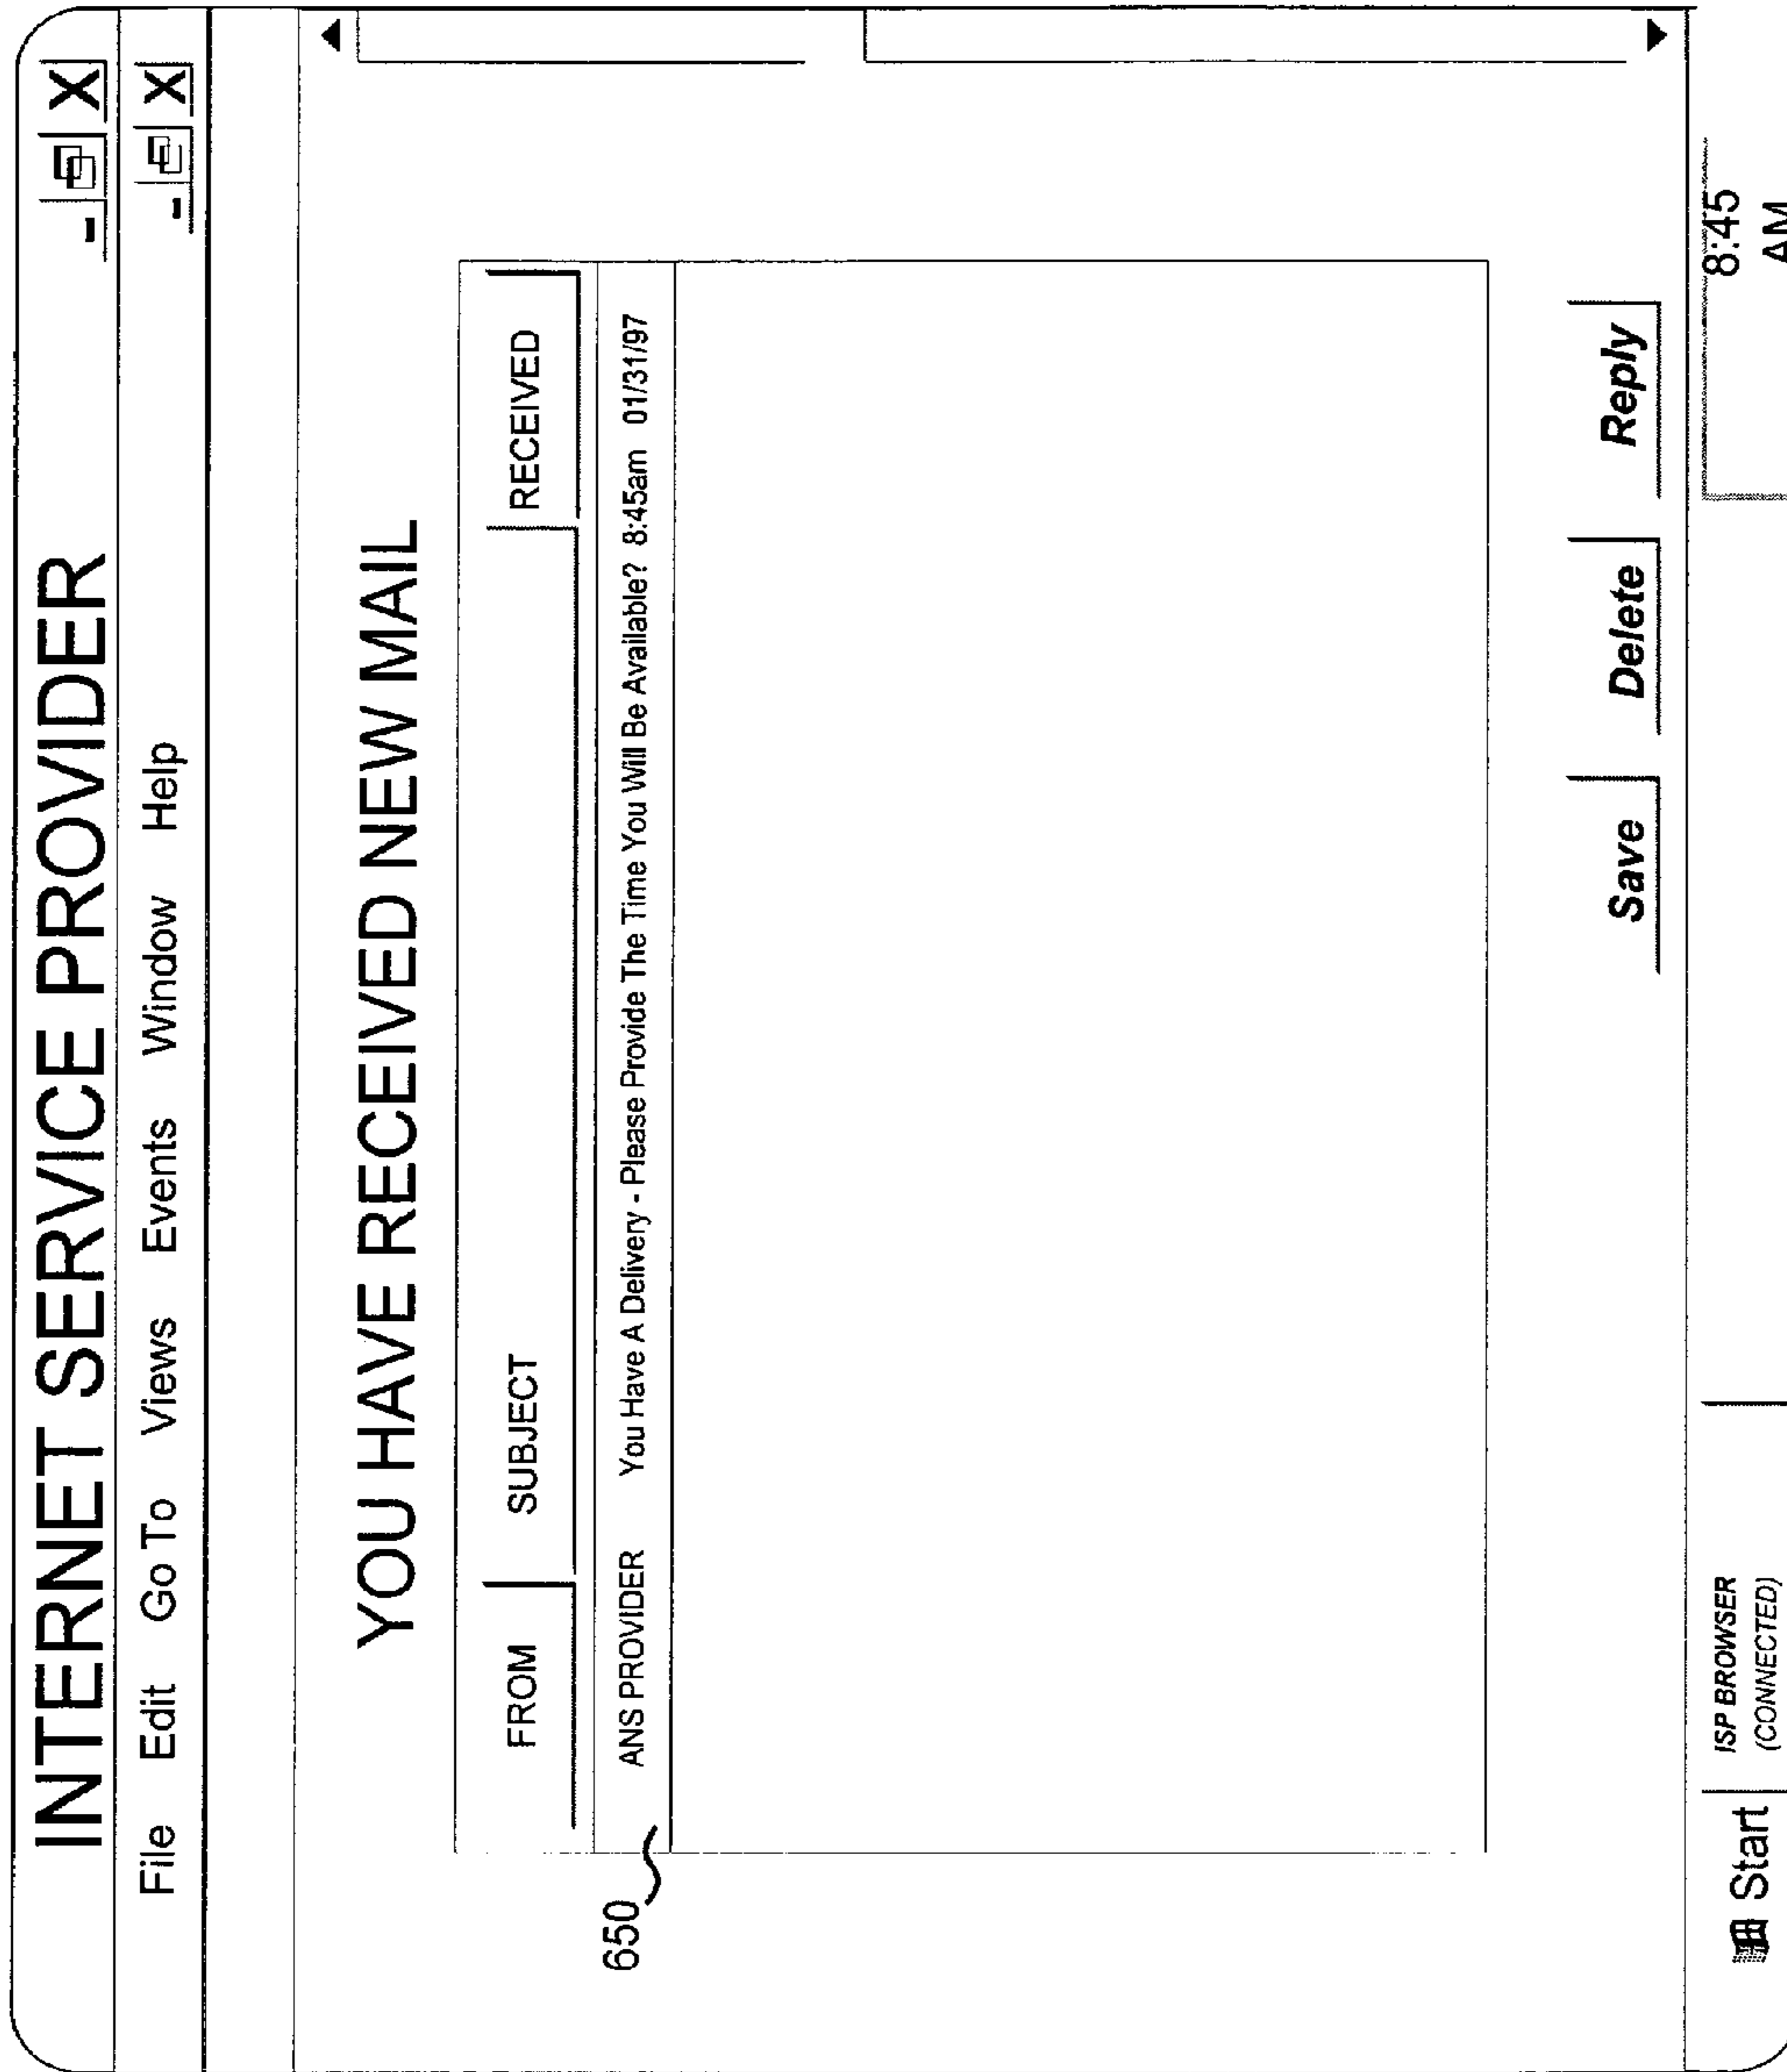 INTERNET SERVICE PROVIDER
File Edit Go To Views Events Window Help
YOU HAVE RECEIVED NEW MAIL
FROM SUBJECT RECEIVED
650 ANS PROVIDER You Have A Delivery - Please Provide The Time You Will Be Available? 8:45am 01/31/97
Save Delete Reply
Start ISP BROWSER 8:45
(CONNECTED) AM